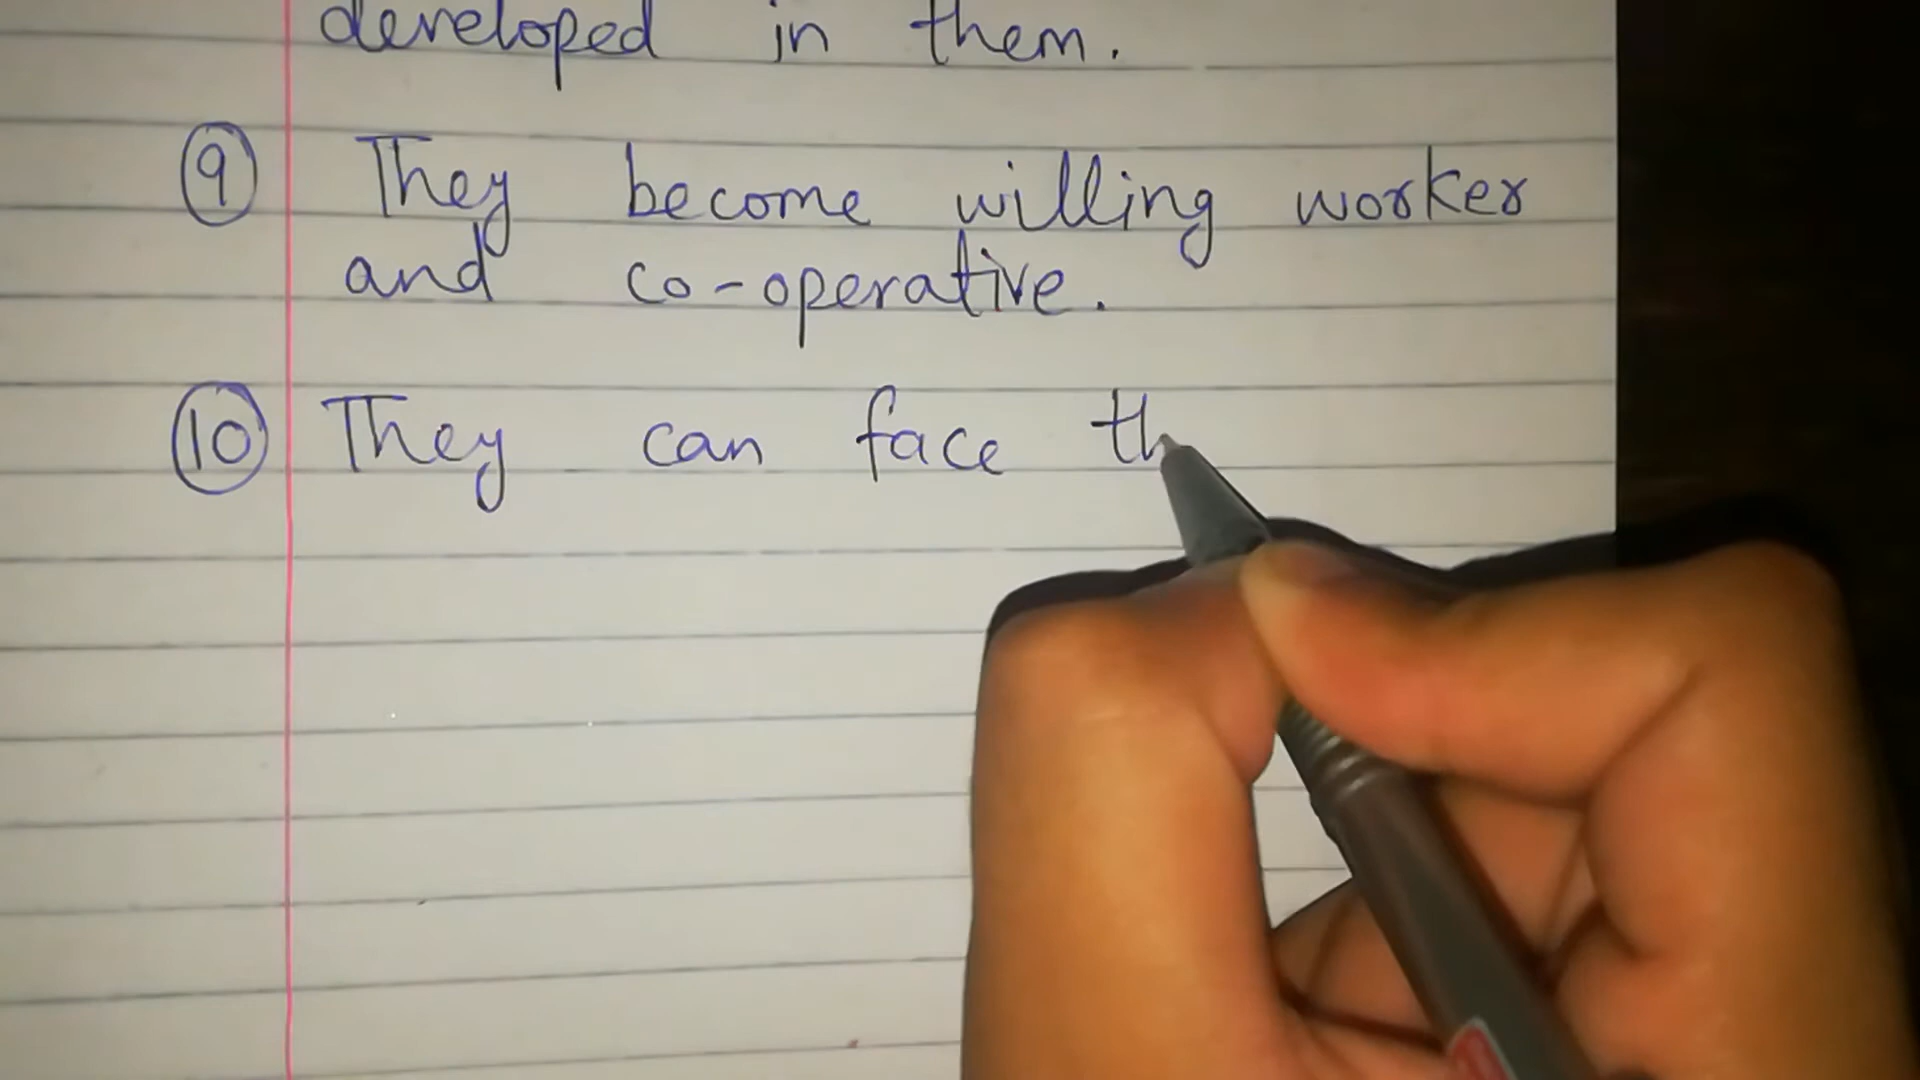 developed in them.
9 They become willing worker
and co-operative.
10 They can face th